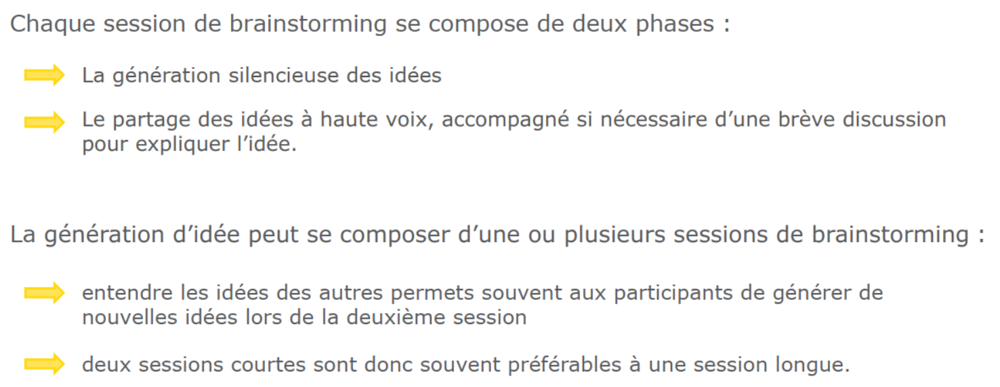 Chaque session de brainstorming se compose de deux phases :
La génération silencieuse des idées
Le partage des idées à haute voix, accompagné si nécessaire d’une brève discussion
pour expliquer l’idée.
La génération d’idée peut se composer d’une ou plusieurs sessions de brainstorming :
entendre les idées des autres permets souvent aux participants de générer de
nouvelles idées lors de la deuxième session
deux sessions courtes sont donc souvent préférables à une session longue.